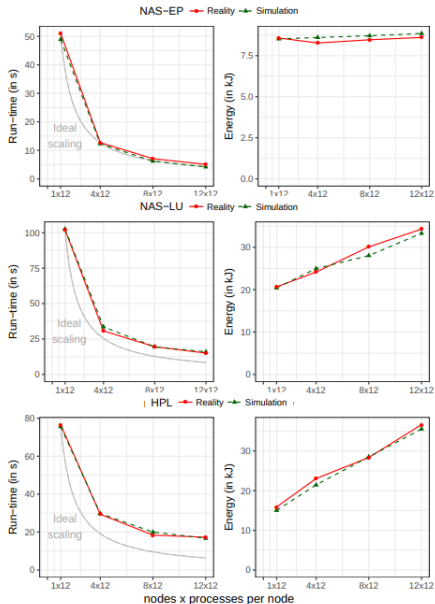 NAS−EP Reality Simulation
Run−time (in s)
50
40
30
20
10
0
Ideal
scaling
1x12 4x12 8x12 12x12
Energy (in kJ)
7.5
5.0
2.5
0.0
1x12 4x12 8x12 12x12
NAS−LU Reality Simulation
Run−time (in s)
100
75
50
25
0
Ideal
scaling
1x12 4x12 8x12 12x12
Energy (in kJ)
30
20
10
0
1x12 4x12 8x12 12x12
HPL Reality Simulation
Run−time (in s)
80
60
40
20
0
Ideal
scaling
1x12 4x12 8x12 12x12
Energy (in kJ)
30
20
10
0
1x12 4x12 8x12 12x12
nodes x processes per node